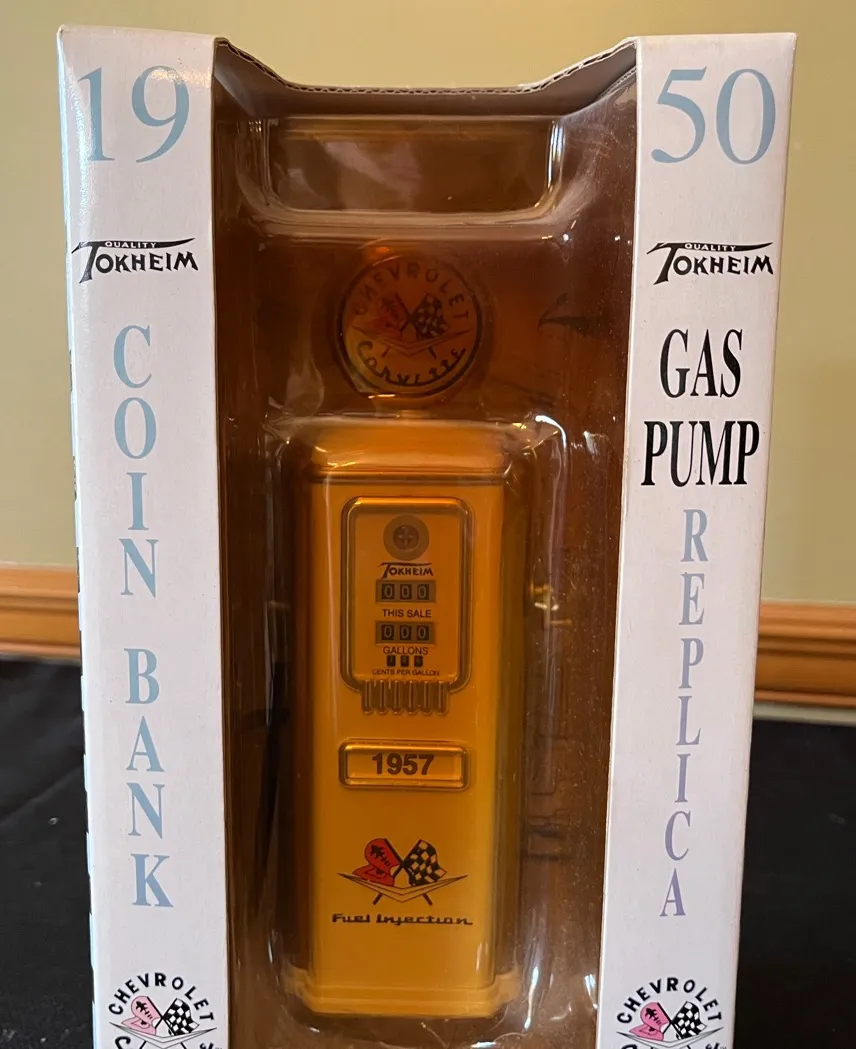 19
QUALITY
TOKHEIM
COIN
BANK
CHEVROLET
CHEVROLET
Corvette
TOKHEIM
000
THIS SALE
000
GALLONS
CENTS PER GALLON
1957
Fuel Injection
50
QUALITY
TOKHEIM
GAS
PUMP
REPLICA
CHEVROLET